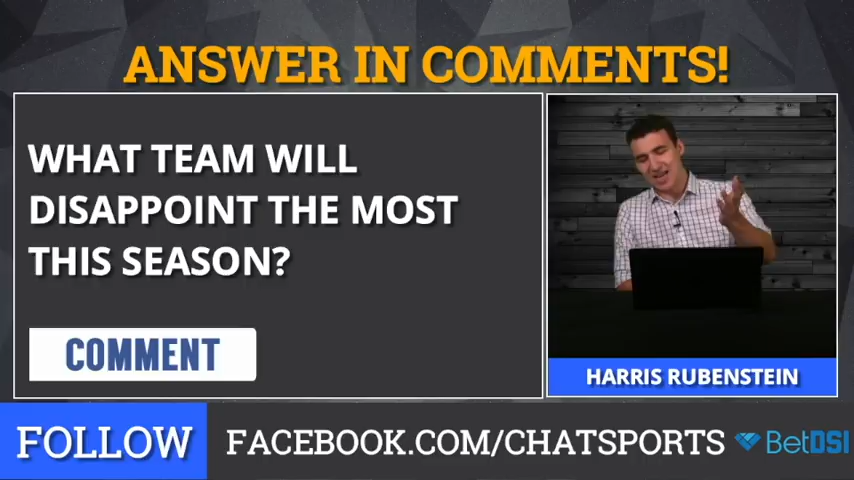 ANSWER IN COMMENTS!
WHAT TEAM WILL
DISAPPOINT THE MOST
THIS SEASON?
COMMENT
HARRIS RUBENSTEIN
FOLLOW
FACEBOOK.COM/CHATSPORTS
BetDSI